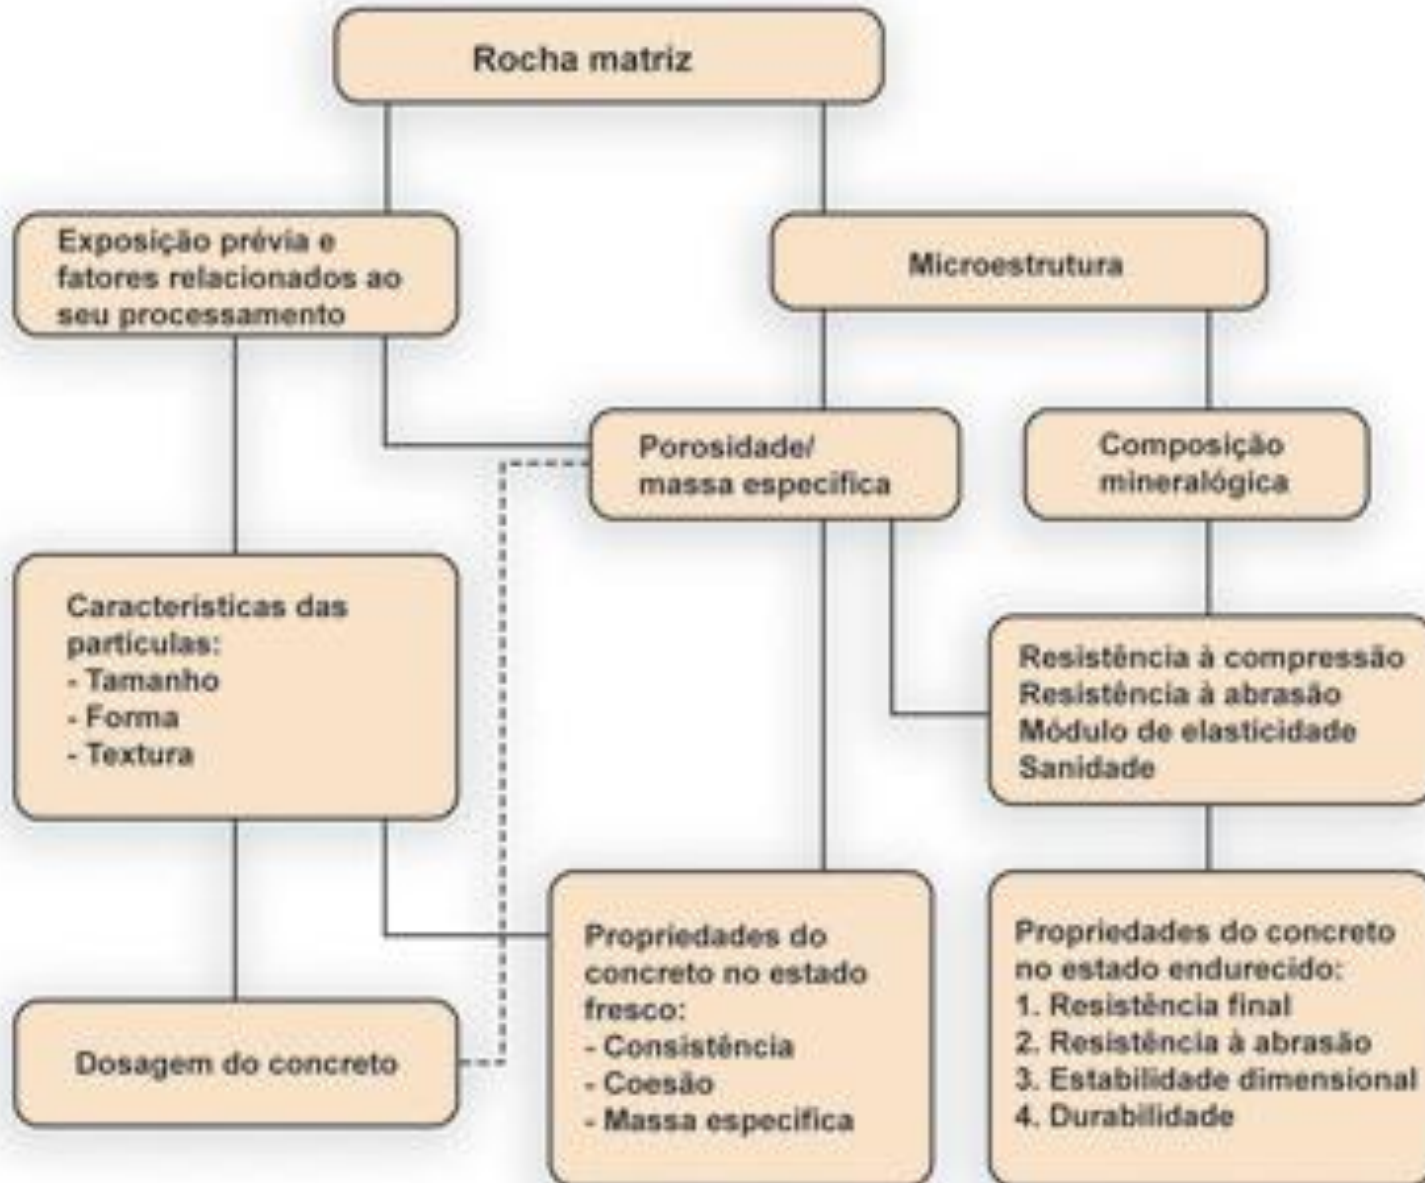 Rocha matriz
Exposição prévia e
fatores relacionados ao
seu processamento
Microestrutura
Porosidade/
massa específica
Composição
mineralógica
Características das
partículas:
- Tamanho
- Forma
- Textura
Resistência à compressão
Resistência à abrasão
Módulo de elasticidade
Sanidade
Dosagem do concreto
Propriedades do
concreto no estado
fresco:
- Consistência
- Coesão
- Massa específica
Propriedades do concreto
no estado endurecido:
1. Resistência final
2. Resistência à abrasão
3. Estabilidade dimensional
4. Durabilidade